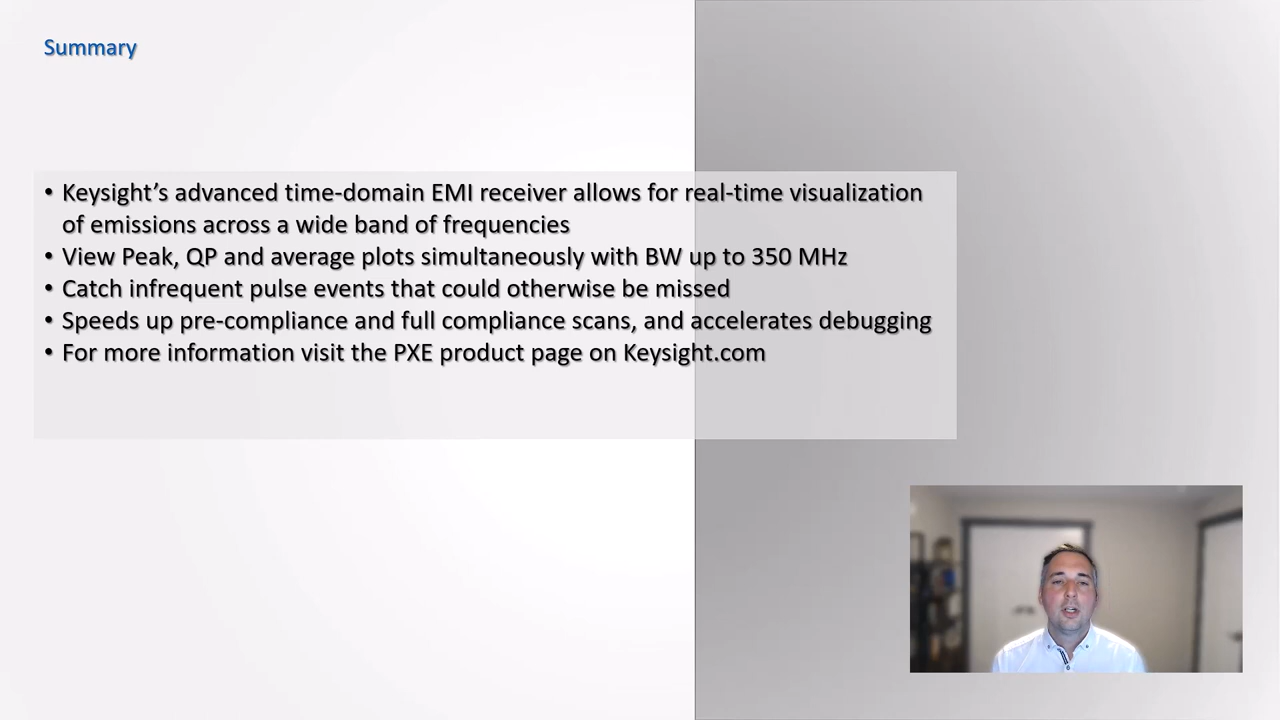 Summary
• Keysight’s advanced time-domain EMI receiver allows for real-time visualization
of emissions across a wide band of frequencies
• View Peak, QP and average plots simultaneously with BW up to 350 MHz
• Catch infrequent pulse events that could otherwise be missed
• Speeds up pre-compliance and full compliance scans, and accelerates debugging
• For more information visit the PXE product page on Keysight.com